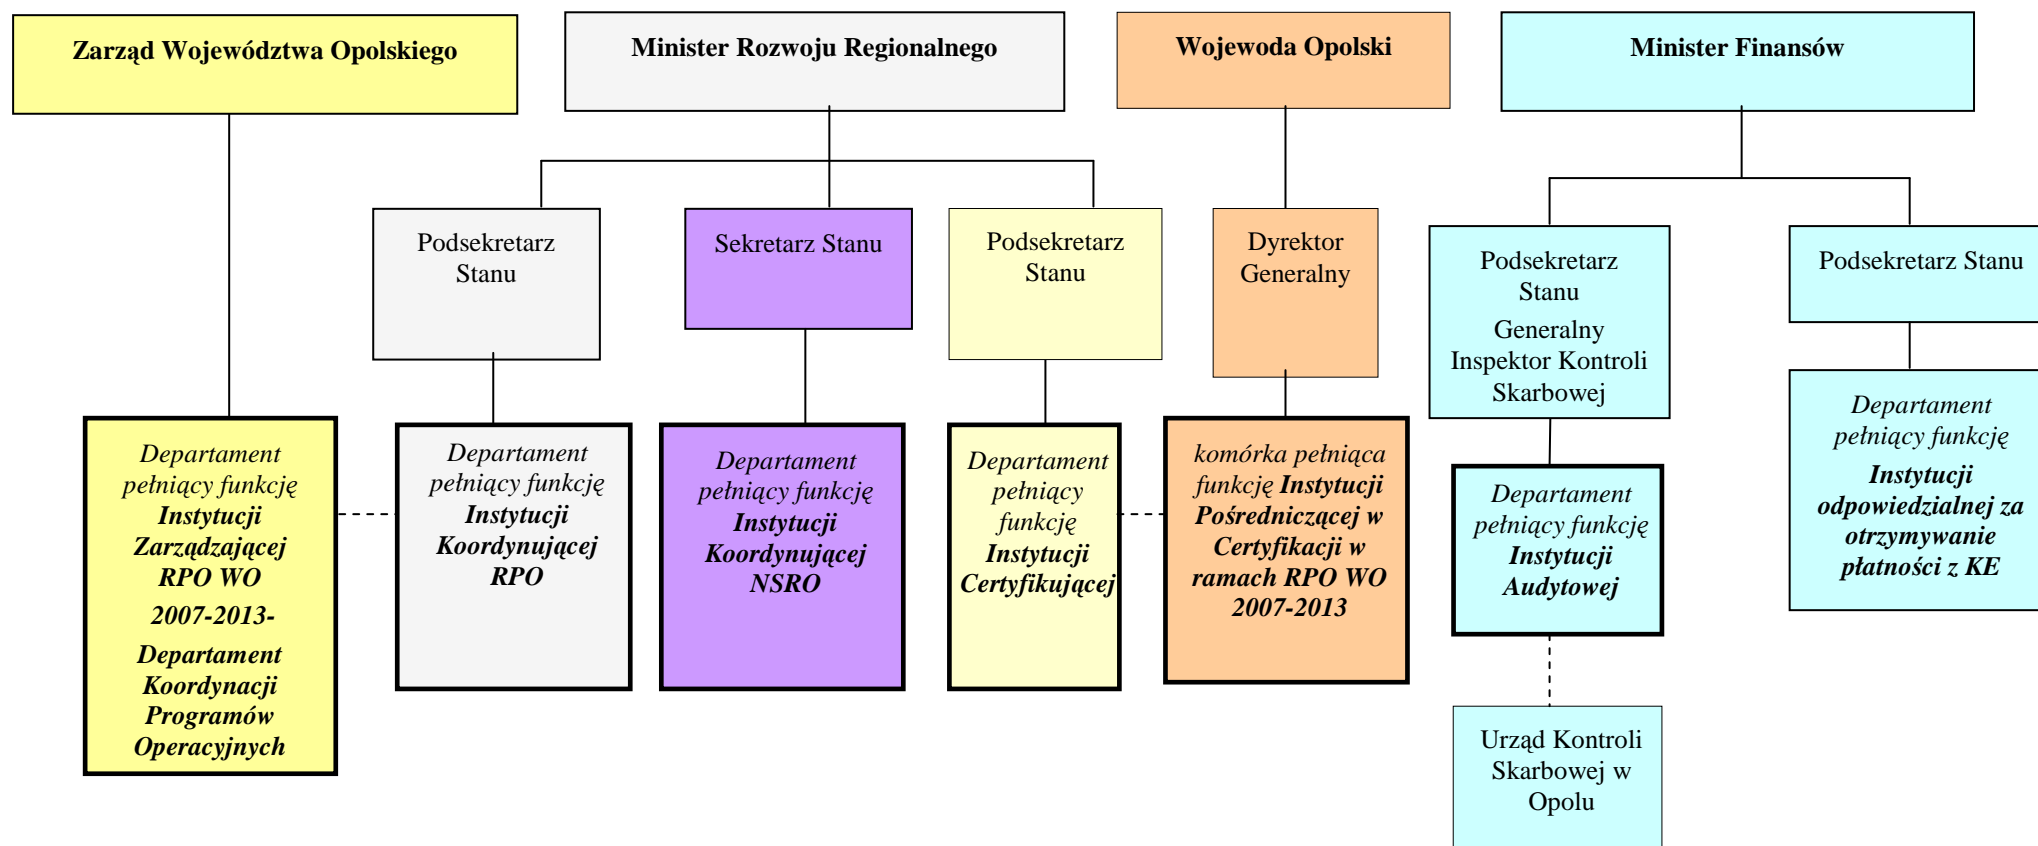 Zarząd Województwa Opolskiego
Minister Rozwoju Regionalnego
Wojewoda Opolski
Minister Finansów
Podsekretarz
Stanu
Sekretarz Stanu
Podsekretarz
Stanu
Dyrektor
Generalny
Podsekretarz
Stanu
Generalny
Inspektor Kontroli
Skarbowej
Podsekretarz Stanu
Departament
pełniący funkcję
Instytucji
Zarządzającej
RPO WO
2007-2013-
Departament
Koordynacji
Programów
Operacyjnych
Departament
pełniący funkcję
Instytucji
Koordynującej
RPO
Departament
pełniący funkcję
Instytucji
Koordynującej
NSRO
Departament
pełniący
funkcję
Instytucji
Certyfikującej
komórka pełniąca
funkcję Instytucji
Pośredniczącej w
Certyfikacji w
ramach RPO WO
2007-2013
Departament
pełniący funkcję
Instytucji
Audytowej
Departament
pełniący funkcję
Instytucji
odpowiedzialnej za
otrzymywanie
płatności z KE
Urząd Kontroli
Skarbowej w
Opolu